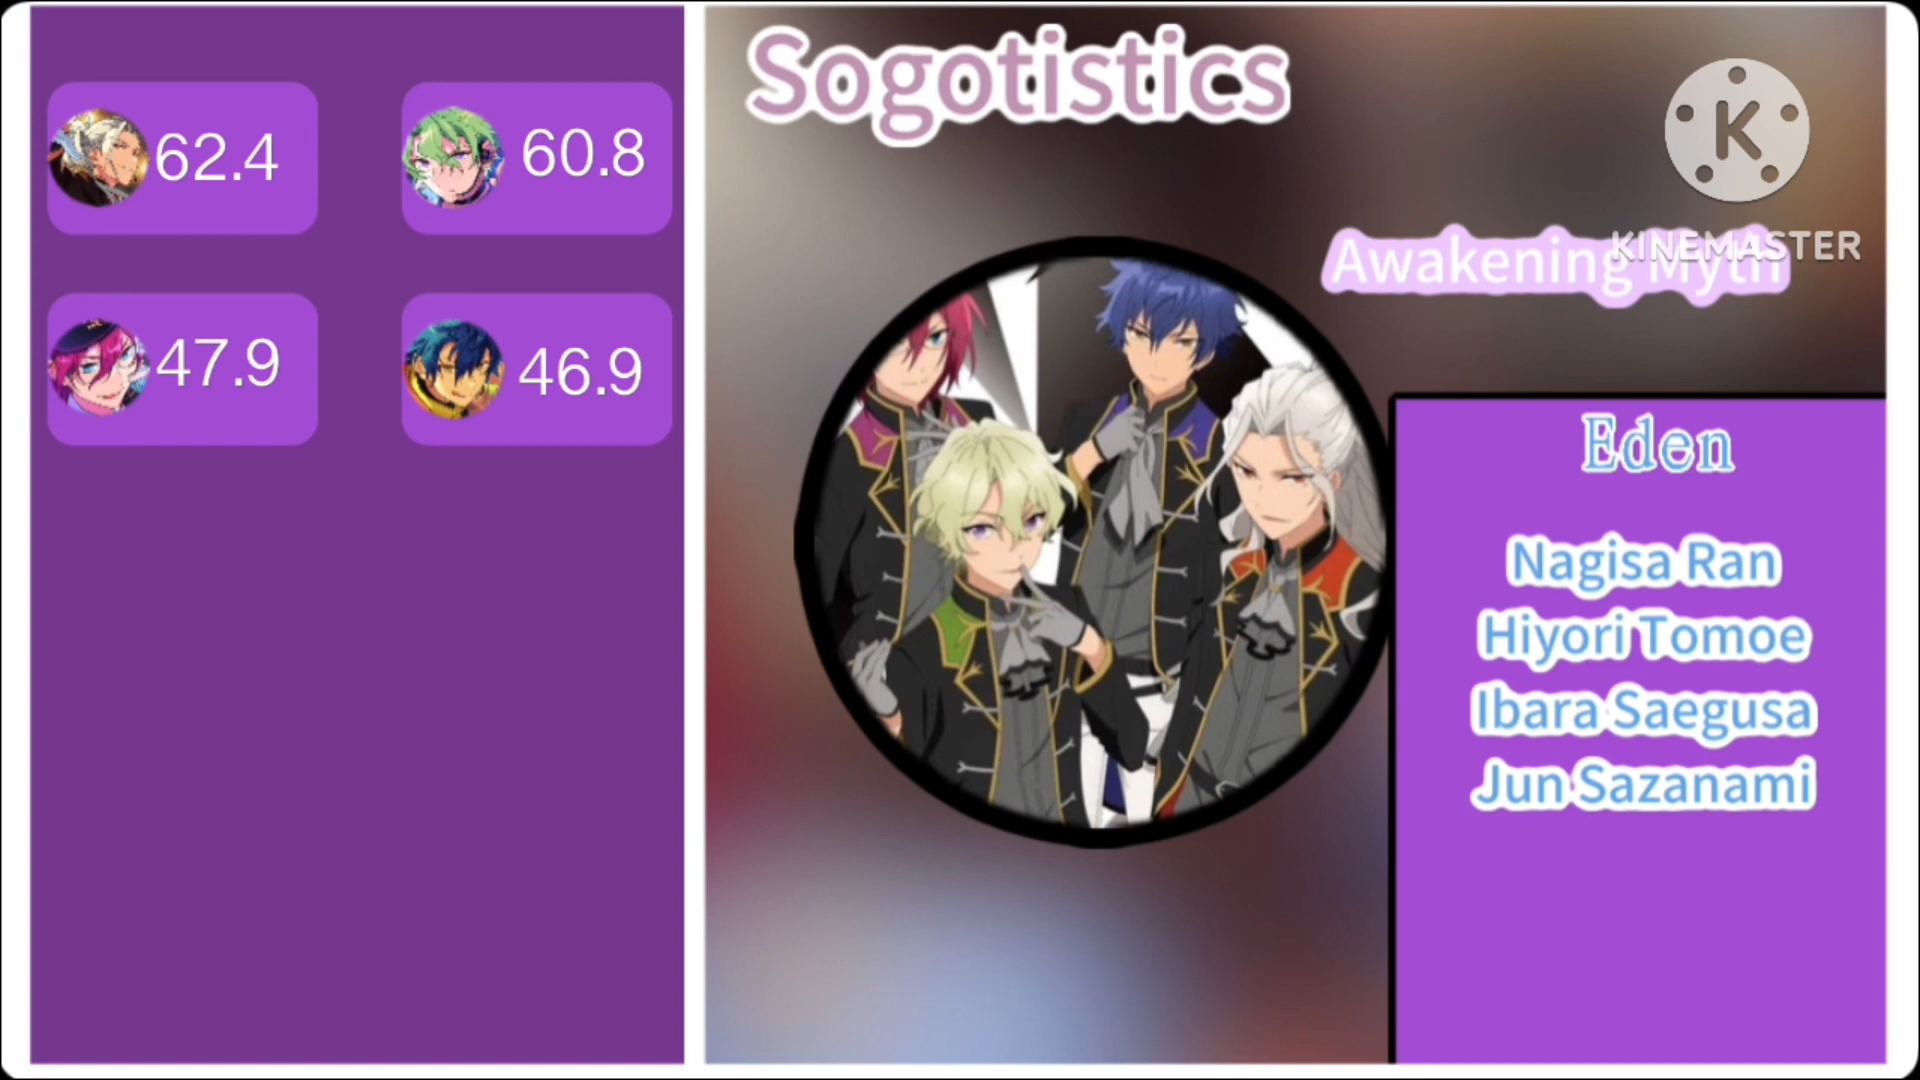 62.4
60.8
47.9
46.9
Sogotistics
K
KINEMASTER
Awakening Myth
Eden
Nagisa Ran
Hiyori Tomoe
Ibara Saegusa
Jun Sazanami